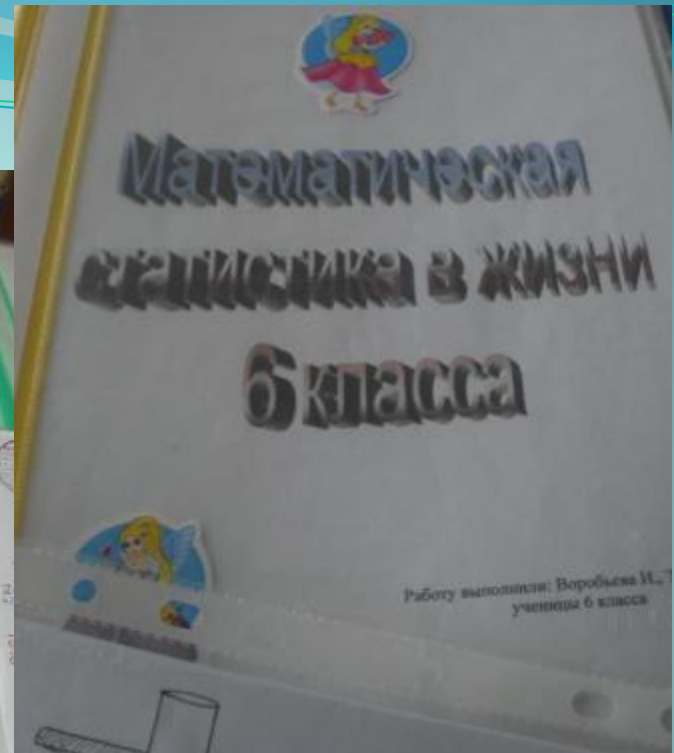 Математическая
статистика в жизни
6 класса
Работу выполнили: Воробьева И.,
ученицы 6 класса